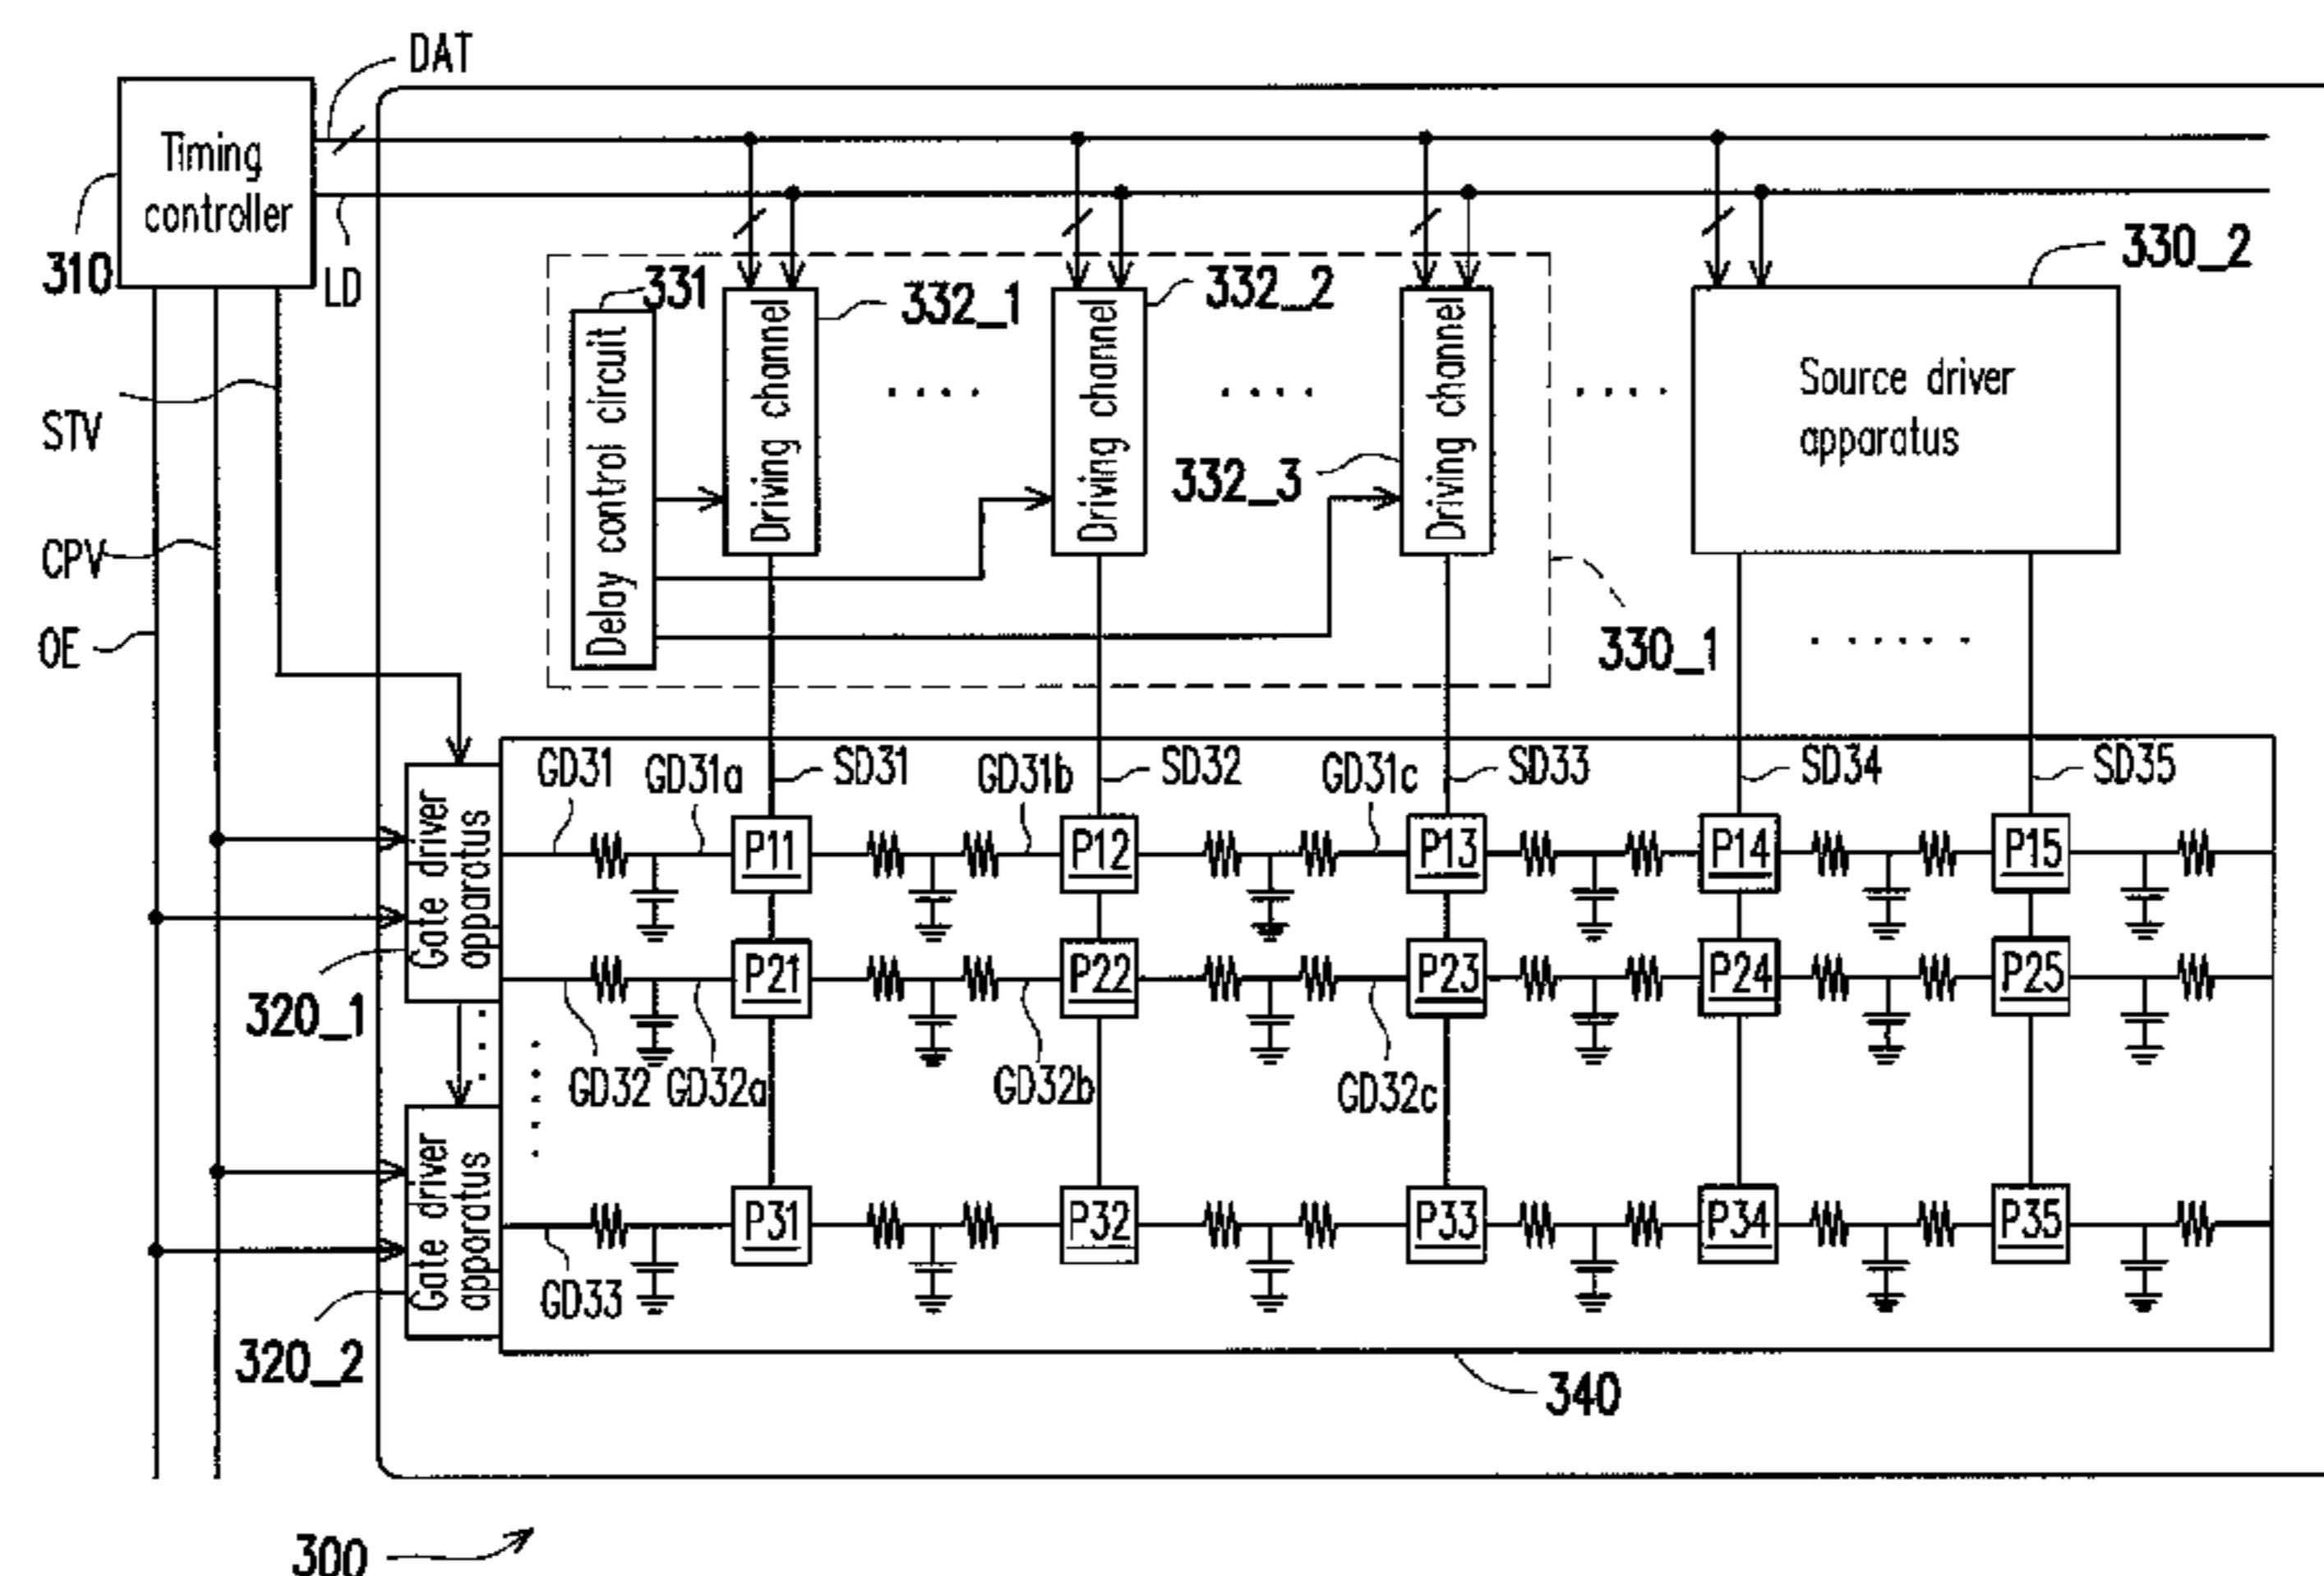 DAT
Timing
controller
310
LD
STV
CPV
OE
331
Delay control circuit
Driving channel
332_1
Driving channel
332_2
Driving channel
332_3
330_2
Source driver
apparatus
330_1
GD31
GD31a
SD31
GD31b
SD32
GD31c
SD33
SD34
SD35
Gate driver
apparatus
P11
P12
P13
P14
P15
P21
P22
P23
P24
P25
320_1
GD32
GD32a
GD32b
GD32c
Gate driver
apparatus
P31
P32
P33
P34
P35
GD33
320_2
340
300